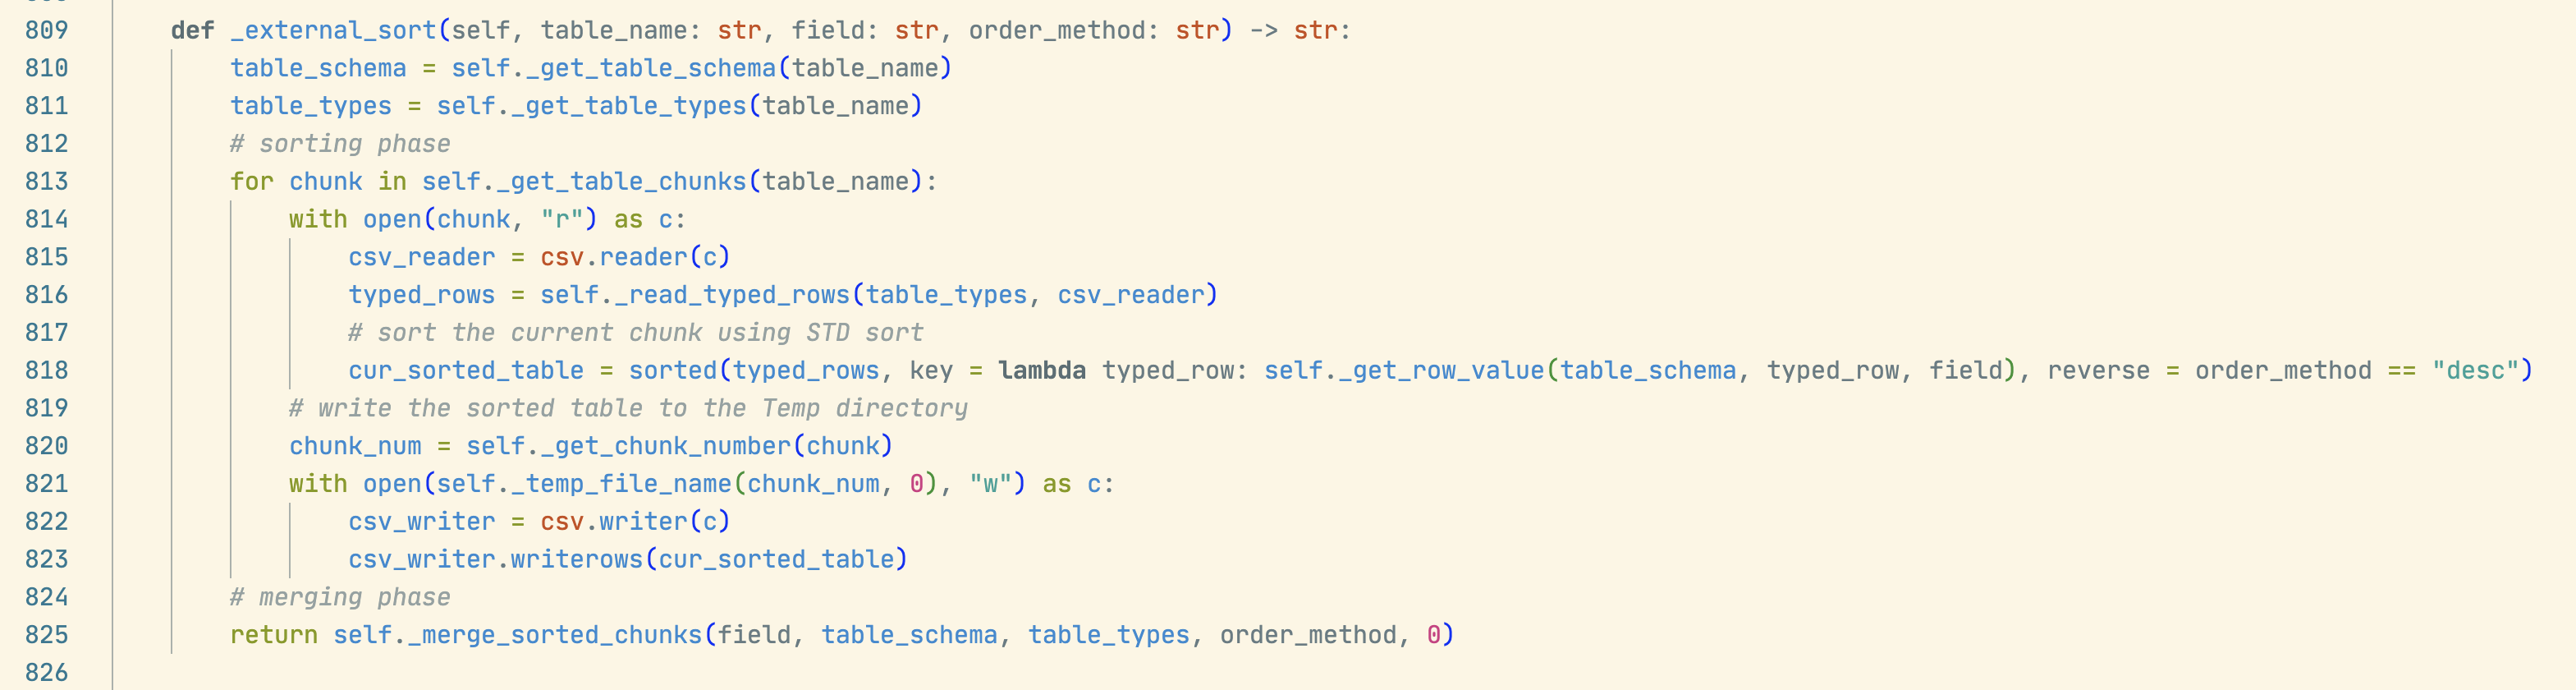 809 def _external_sort(self, table_name: str, field: str, order_method: str) -> str:
810 table_schema = self._get_table_schema(table_name)
811 table_types = self._get_table_types(table_name)
812 # sorting phase
813 for chunk in self._get_table_chunks(table_name):
814 with open(chunk, "r") as c:
815 csv_reader = csv.reader(c)
816 typed_rows = self._read_typed_rows(table_types, csv_reader)
817 # sort the current chunk using STD sort
818 cur_sorted_table = sorted(typed_rows, key = lambda typed_row: self._get_row_value(table_schema, typed_row, field), reverse = order_method == "desc")
819 # write the sorted table to the Temp directory
820 chunk_num = self._get_chunk_number(chunk)
821 with open(self._temp_file_name(chunk_num, 0), "w") as c:
822 csv_writer = csv.writer(c)
823 csv_writer.writerows(cur_sorted_table)
824 # merging phase
825 return self._merge_sorted_chunks(field, table_schema, table_types, order_method, 0)
826